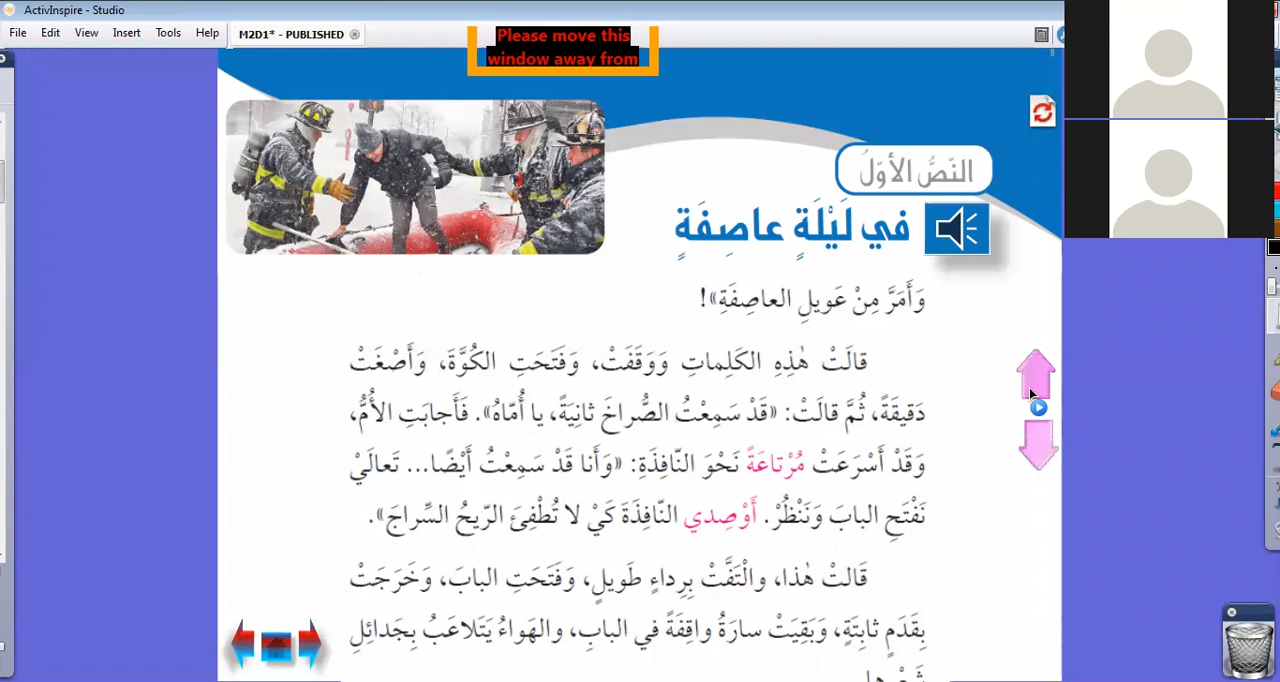 ActivInspire - Studio
File Edit View Insert Tools Help
M2D1* - PUBLISHED
Please move this
window away from
النّصُّ الأوّلُ
في لَيْلَةٍ عاصِفَةٍ
وَأَمَرَّ مِنْ عَويلِ العاصِفَةِ»!
قالَتْ هٰذِهِ الكَلِماتِ وَوَقَفَتْ، وَفَتَحَتِ الكُوَّةَ، وَأَصْغَتْ
دَقيقَةً، ثُمَّ قالَتْ: «قَدْ سَمِعْتُ الصُّراخَ ثانِيَةً، يا أُمّاهُ». فَأَجابَتِ الأُمُّ،
وَقَدْ أَسْرَعَتْ مُرْتاعَةً نَحْوَ النّافِذَةِ: «وَأَنا قَدْ سَمِعْتُ أَيْضًا... تَعالَيْ
نَفْتَحِ البابَ وَنَنْظُرْ. أَوْصِدي النّافِذَةَ كَيْ لا تُطْفِئَ الرّيحُ السِّراجَ».
قَالتْ هٰذا، والْتَفَّتْ بِرِداءٍ طَويلٍ، وَفَتَحَتِ البابَ، وَخَرَجَتْ
بِقَدَمٍ ثابِتَةٍ، وَبَقِيَتْ سارَةُ واقِفَةً في البابِ، والهَواءُ يَتَلاعَبُ بِجَدائِلِ